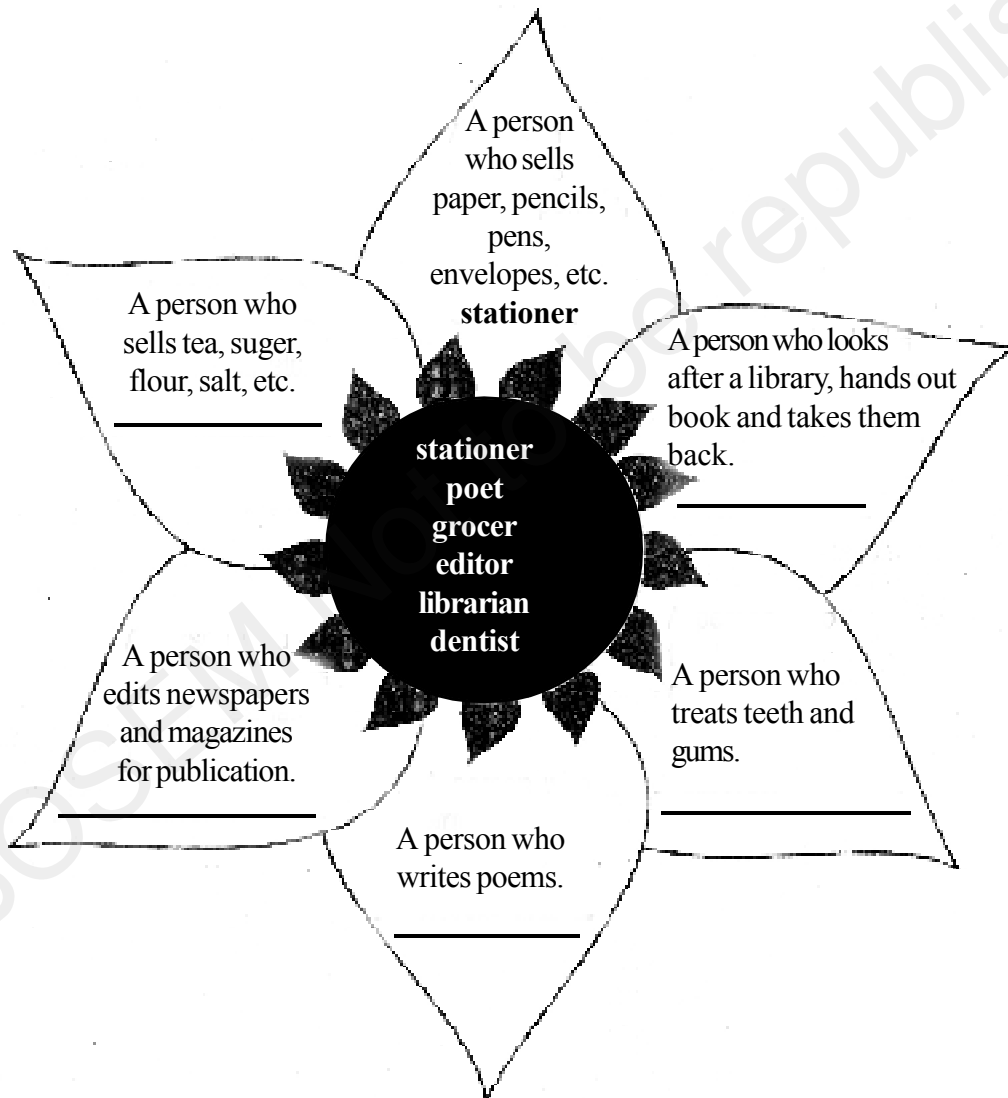 A person
who sells
paper, pencils,
pens,
envelopes, etc.
stationer
A person who
sells tea, suger,
flour, salt, etc.
A person who looks
after a library, hands out
book and takes them
back.
stationer
poet
grocer
editor
librarian
dentist
A person who
edits newspapers
and magazines
for publication.
A person who
treats teeth and
gums.
A person who
writes poems.